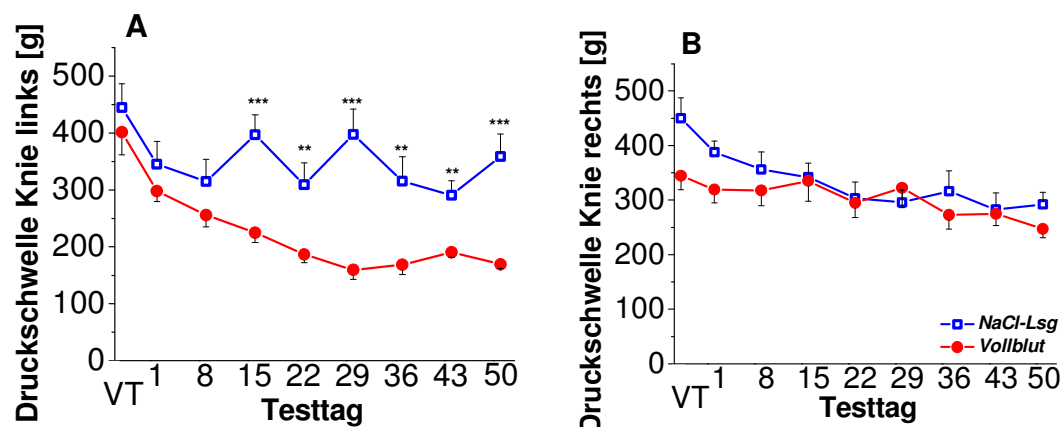 A
Druckschwelle Knie links [g]
500
400
300
200
100
0
***
**
***
**
**
***
VT 1 8 15 22 29 36 43 50
Testtag
B
Druckschwelle Knie rechts [g]
500
400
300
200
100
0
NaCl-Lsg
Vollblut
VT 1 8 15 22 29 36 43 50
Testtag